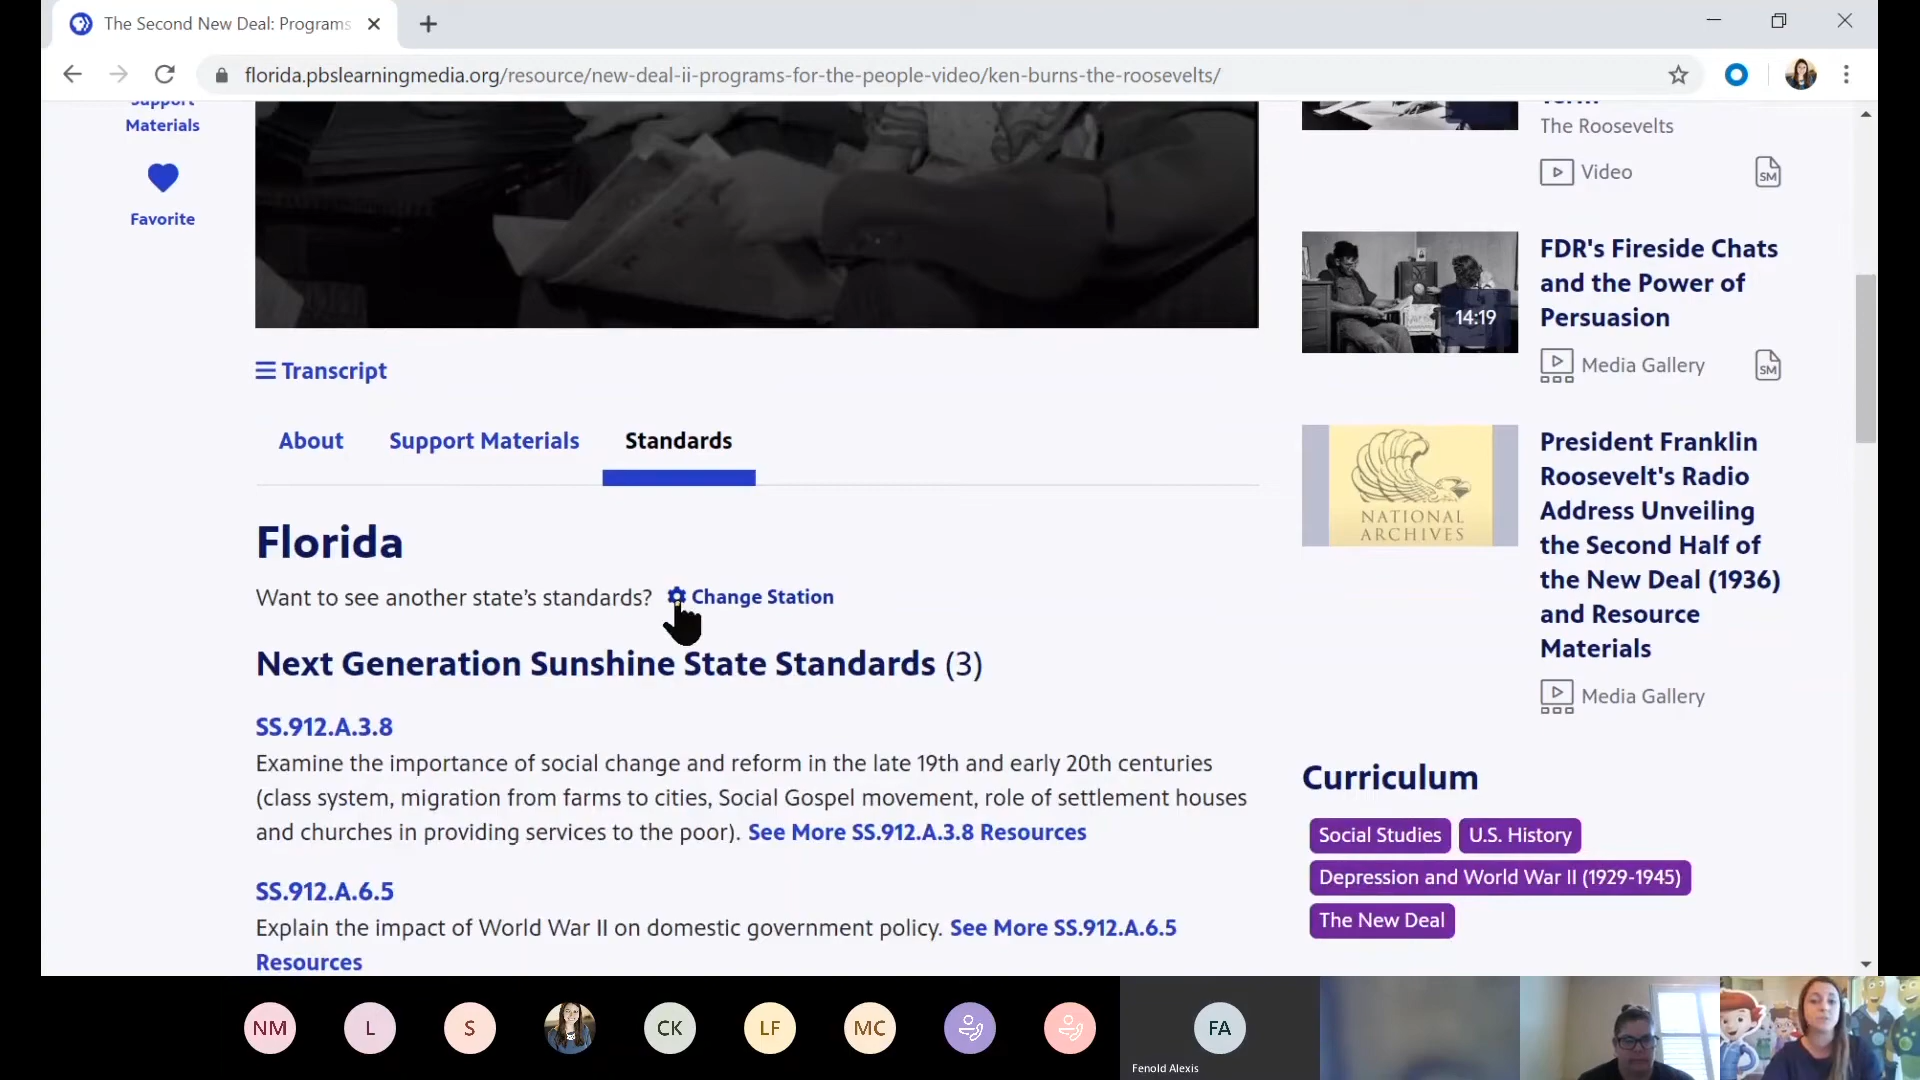 The Second New Deal: Programs
florida.pbslearningmedia.org/resource/new-deal-ii-programs-for-the-people-video/ken-burns-the-roosevelts/
Support
Materials
Favorite
Transcript
About Support Materials Standards
Florida
Want to see another state's standards? Change Station
Next Generation Sunshine State Standards (3)
SS.912.A.3.8
Examine the importance of social change and reform in the late 19th and early 20th centuries
(class system, migration from farms to cities, Social Gospel movement, role of settlement houses
and churches in providing services to the poor). See More SS.912.A.3.8 Resources
SS.912.A.6.5
Explain the impact of World War II on domestic government policy. See More SS.912.A.6.5
Resources
Term
The Roosevelts
Video SM
14:19
FDR's Fireside Chats
and the Power of
Persuasion
Media Gallery SM
NATIONAL
ARCHIVES
President Franklin
Roosevelt's Radio
Address Unveiling
the Second Half of
the New Deal (1936)
and Resource
Materials
Media Gallery
Curriculum
Social Studies U.S. History
Depression and World War II (1929-1945)
The New Deal
NM L S CK LF MC FA
Fenold Alexis